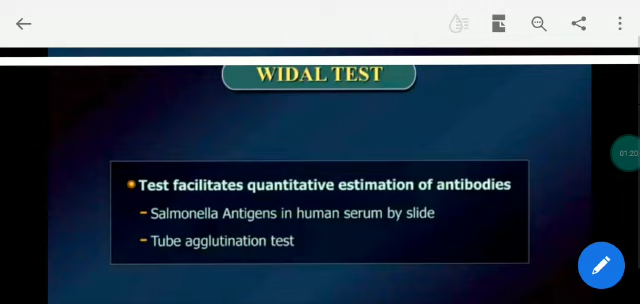 WIDAL TEST
01:20
Test facilitates quantitative estimation of antibodies
– Salmonella Antigens in human serum by slide
– Tube agglutination test